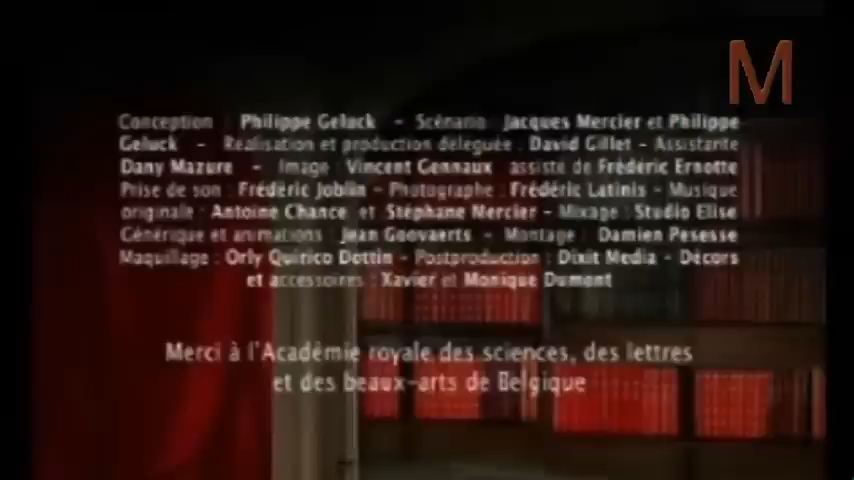 M
Conception : Philippe Geluck - Scénario : Jacques Mercier et Philippe
Geluck - Réalisation et production déléguée : David Gillet - Assistante
Dany Mazure - Image : Vincent Gennaux assisté de Frédéric Ernotte
Prise de son : Frédéric Joblin - Photographe : Frédéric Latinis - Musique
originale : Antoine Chance et Stéphane Mercier - Mixage : Studio Elise
Générique et animations : Jean Goovaerts - Montage : Damien Pesesse
Maquillage : Orly Quirico Dottin - Postproduction : Dixit Media - Décors
et accessoires : Xavier et Monique Dumont
Merci à l'Académie royale des sciences, des lettres
et des beaux-arts de Belgique